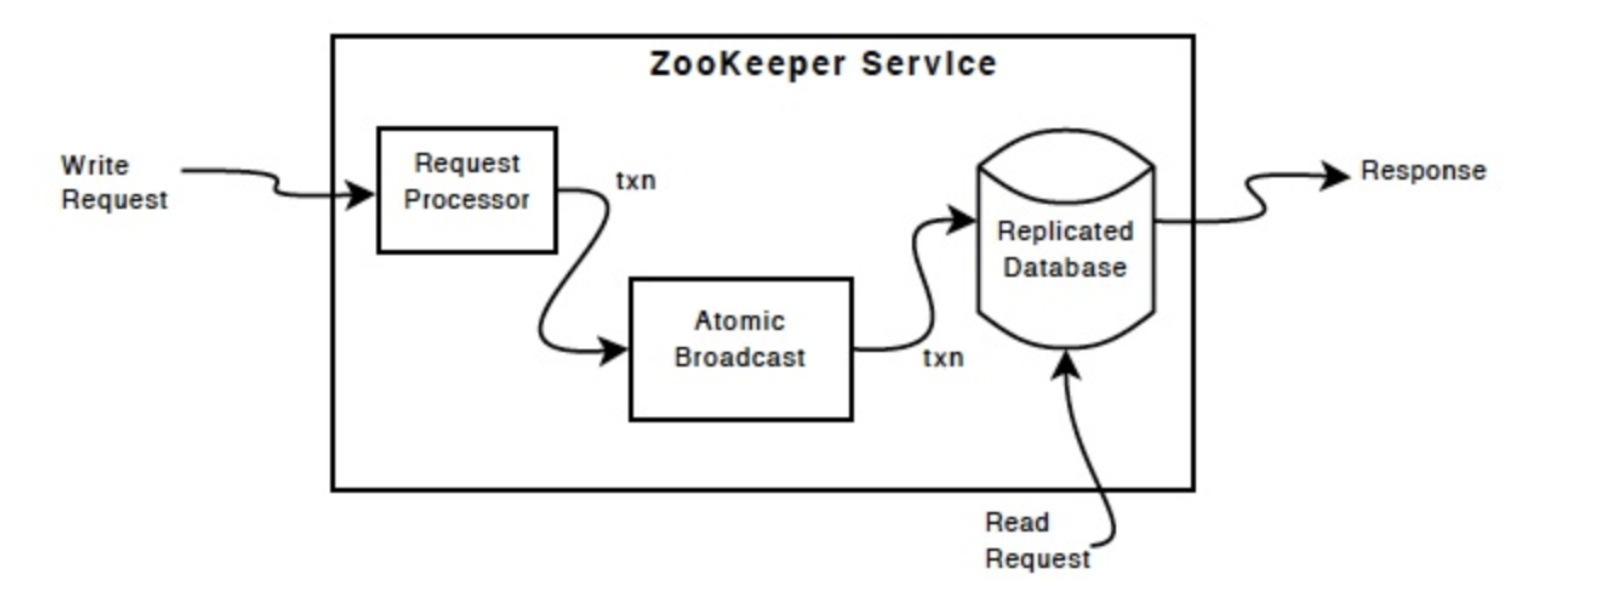 ZooKeeper Service
Write
Request
Request
Processor
txn
Atomic
Broadcast
txn
Replicated
Database
Response
Read
Request